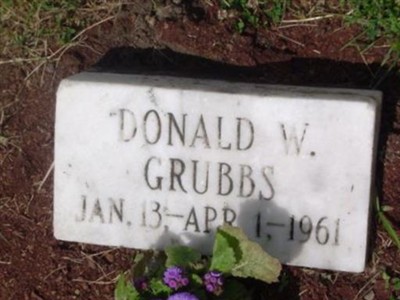 DONALD W.
GRUBBS
JAN. 13-APR. 1-1961